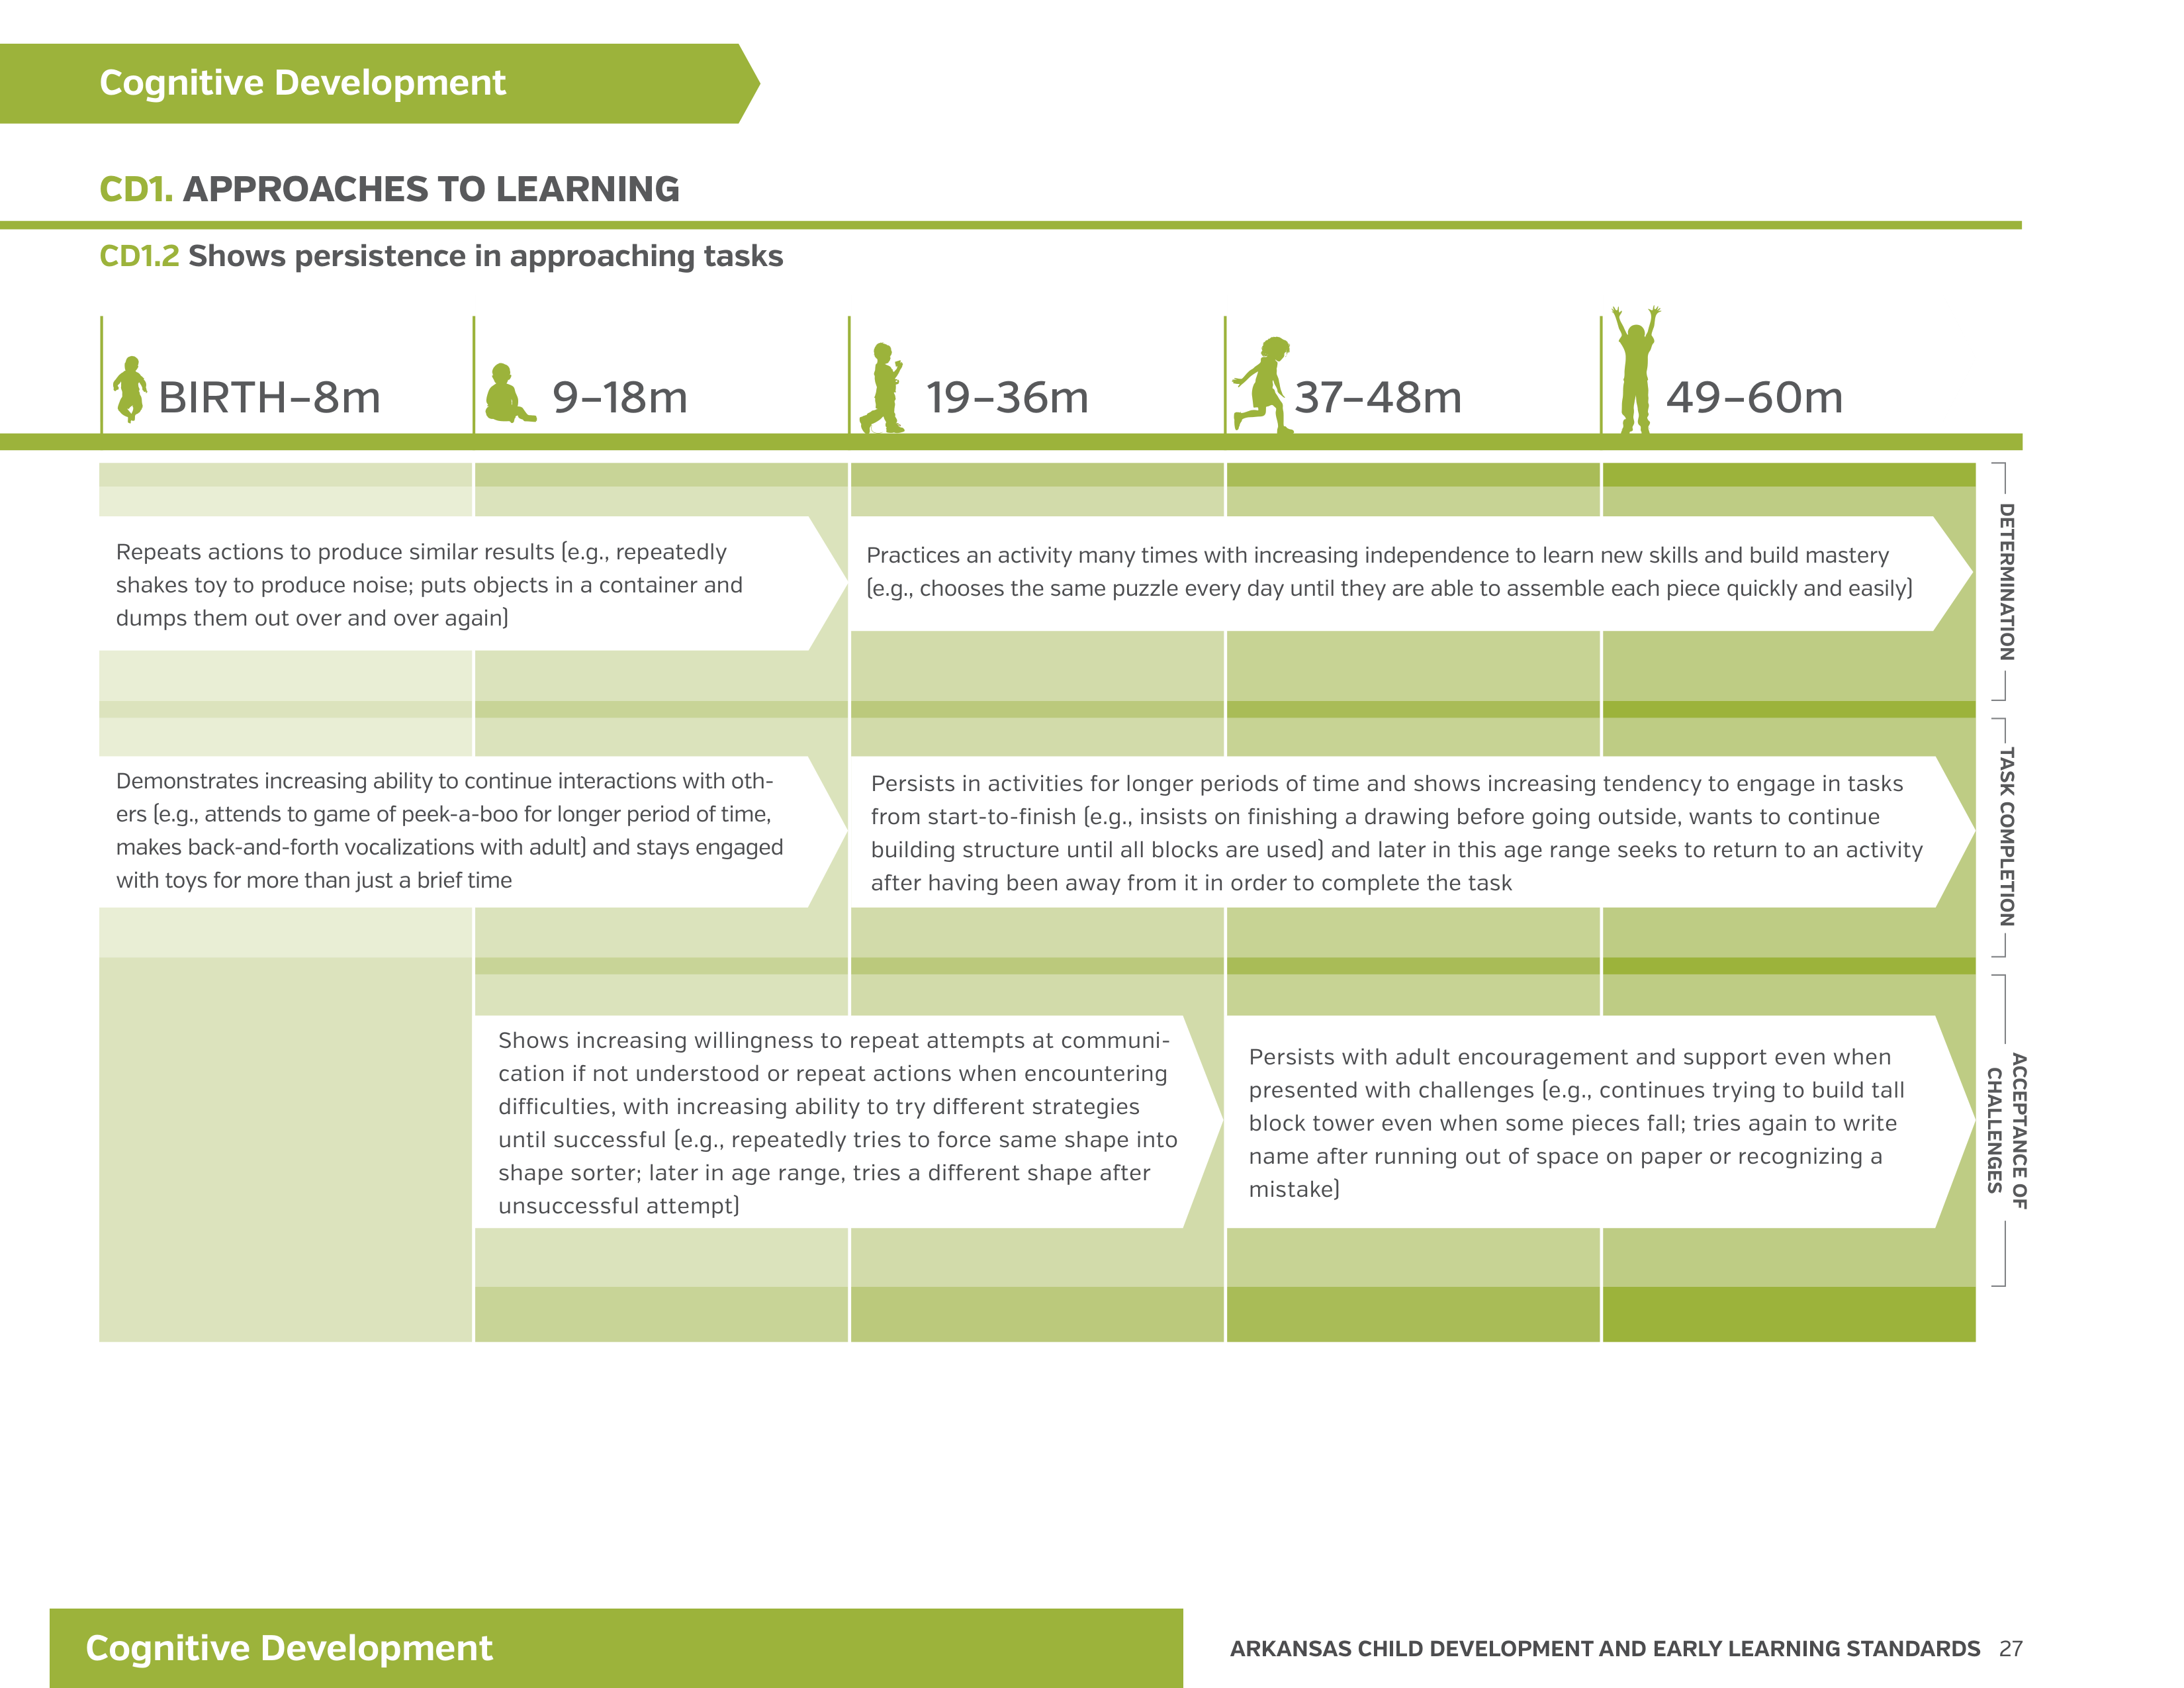 Cognitive Development
CD1. APPROACHES TO LEARNING
CD1.2 Shows persistence in approaching tasks
BIRTH–8m
9–18m
19–36m
37–48m
49–60m
Repeats actions to produce similar results (e.g., repeatedly
shakes toy to produce noise; puts objects in a container and
dumps them out over and over again)
Practices an activity many times with increasing independence to learn new skills and build mastery
(e.g., chooses the same puzzle every day until they are able to assemble each piece quickly and easily)
DETERMINATION
Demonstrates increasing ability to continue interactions with oth-
ers (e.g., attends to game of peek-a-boo for longer period of time,
makes back-and-forth vocalizations with adult) and stays engaged
with toys for more than just a brief time
Persists in activities for longer periods of time and shows increasing tendency to engage in tasks
from start-to-finish (e.g., insists on finishing a drawing before going outside, wants to continue
building structure until all blocks are used) and later in this age range seeks to return to an activity
after having been away from it in order to complete the task
TASK COMPLETION
Shows increasing willingness to repeat attempts at communi-
cation if not understood or repeat actions when encountering
difficulties, with increasing ability to try different strategies
until successful (e.g., repeatedly tries to force same shape into
shape sorter; later in age range, tries a different shape after
unsuccessful attempt)
Persists with adult encouragement and support even when
presented with challenges (e.g., continues trying to build tall
block tower even when some pieces fall; tries again to write
name after running out of space on paper or recognizing a
mistake)
ACCEPTANCE OF
CHALLENGES
Cognitive Development
ARKANSAS CHILD DEVELOPMENT AND EARLY LEARNING STANDARDS 27